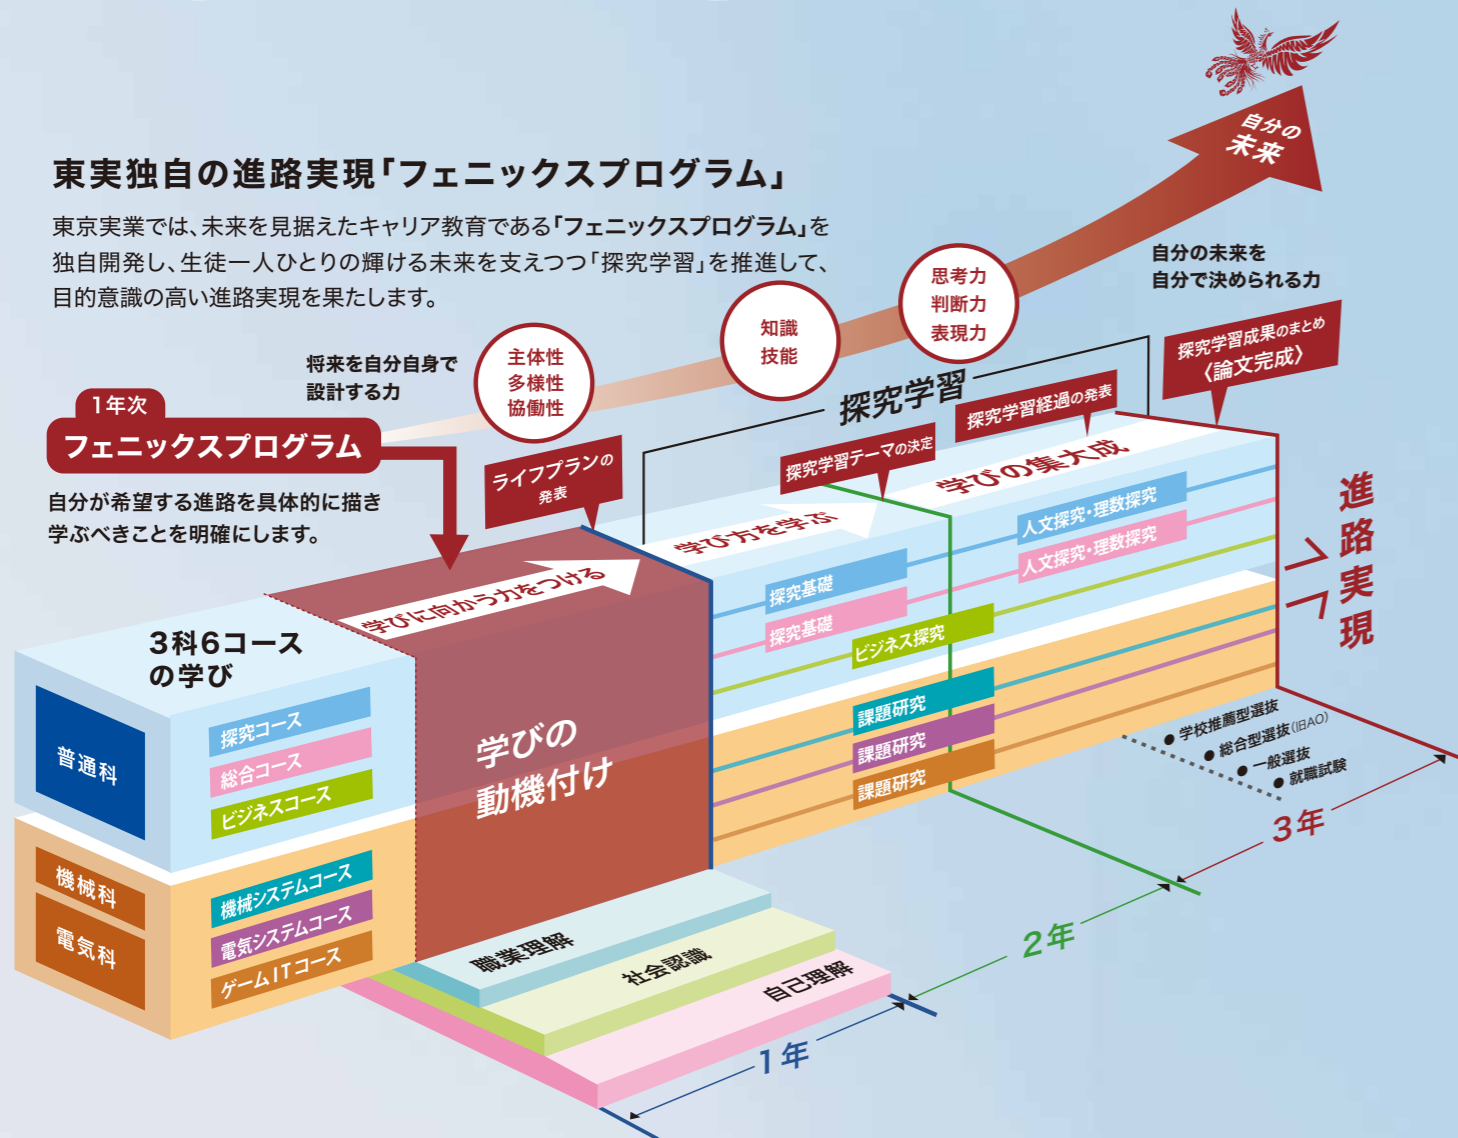 自分の
未来
東実独自の進路実現「フェニックスプログラム」
東京実業では、未来を見据えたキャリア教育である「フェニックスプログラム」を
独自開発し、生徒一人ひとりの輝ける未来を支えつつ「探究学習」を推進して、
目的意識の高い進路実現を果たします。
自分の未来を
自分で決められる力
思考力
判断力
表現力
知識
技能
主体性
多様性
協働性
将来を自分自身で
設計する力
1年次
フェニックスプログラム
自分が希望する進路を具体的に描き
学ぶべきことを明確にします。
ライフプランの
発表
探究学習
探究学習テーマの決定
探究学習経過の発表
探究学習成果のまとめ
〈論文完成〉
学びに向かう力をつける
学び方を学ぶ
学びの集大成
進路実現
3科6コース
の学び
普通科
探究コース
総合コース
ビジネスコース
機械科
電気科
機械システムコース
電気システムコース
ゲームITコース
学びの
動機付け
探究基礎
探究基礎
ビジネス探究
人文探究・理数探究
人文探究・理数探究
課題研究
課題研究
課題研究
●学校推薦型選抜
●総合型選抜(旧AO)
●一般選抜
●就職試験
職業理解
社会認識
自己理解
1年
2年
3年